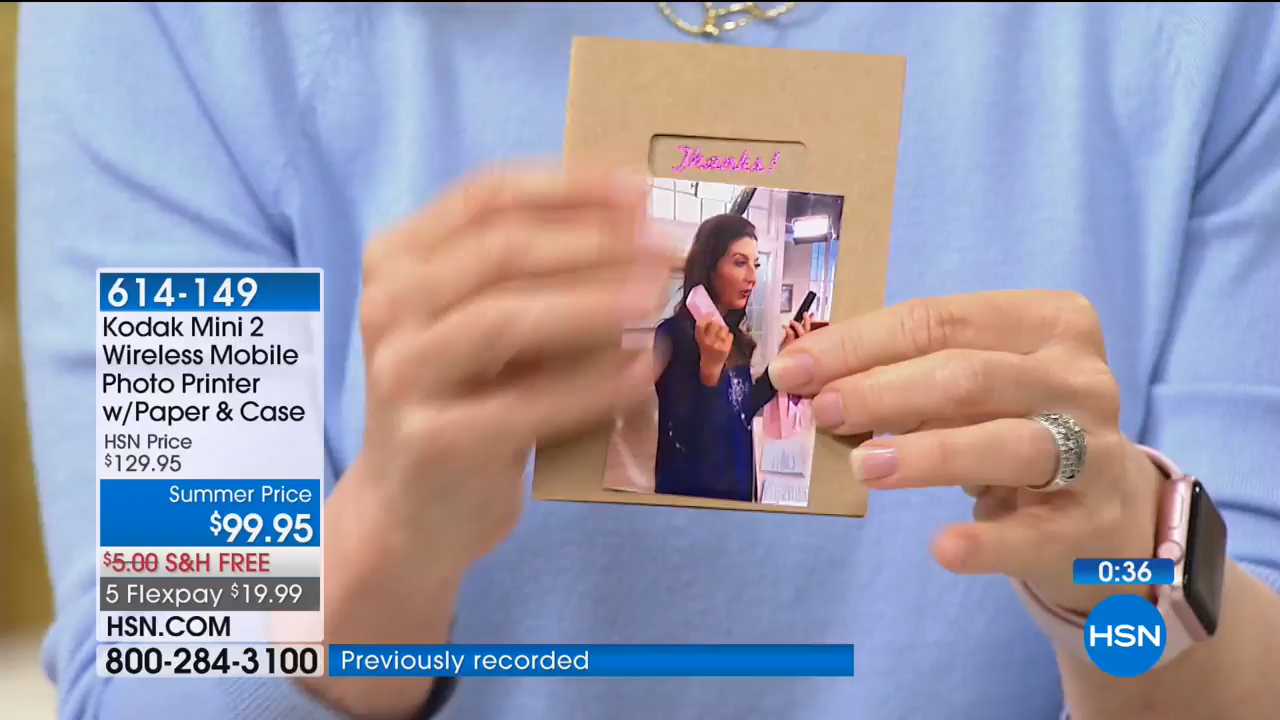 Thanks!
614-149
Kodak Mini 2
Wireless Mobile
Photo Printer
w/Paper & Case
HSN Price
$129.95
Summer Price
$99.95
$5.00 S&H FREE
5 Flexpay $19.99
HSN.COM
800-284-3100
Previously recorded
0:36
HSN